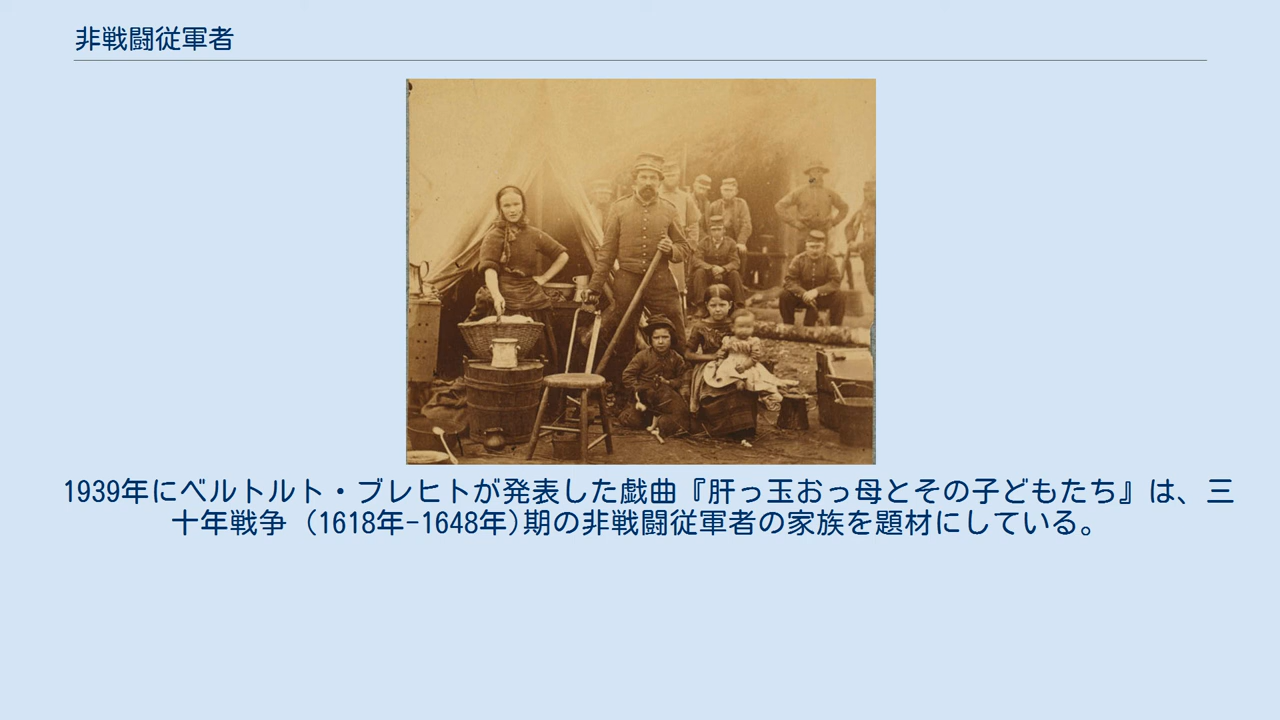 非戦闘従軍者
1939年にベルトルト・ブレヒトが発表した戯曲『肝っ玉おっ母とその子どもたち』は、三
十年戦争 (1618年-1648年)期の非戦闘従軍者の家族を題材にしている。